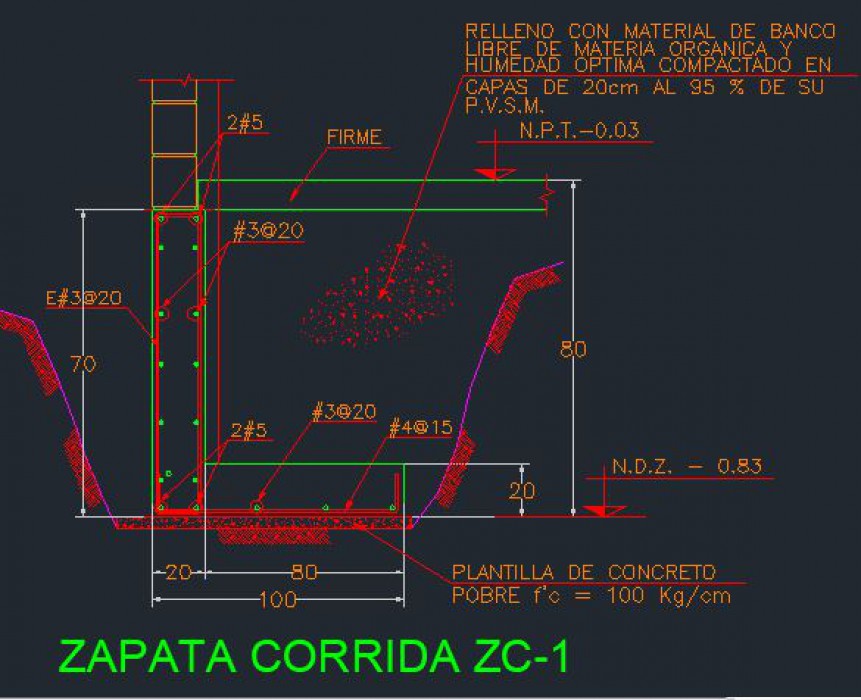 RELLENO CON MATERIAL DE BANCO
LIBRE DE MATERIA ORGANICA Y
HUMEDAD OPTIMA COMPACTADO EN
CAPAS DE 20cm AL 95 % DE SU
P.V.S.M.
2#5
FIRME
N.P.T.-0.03
#3@20
E#3@20
70
80
2#5
#3@20
#4@15
N.D.Z. - 0.83
20
20
80
100
PLANTILLA DE CONCRETO
POBRE f'c = 100 Kg/cm
ZAPATA CORRIDA ZC-1